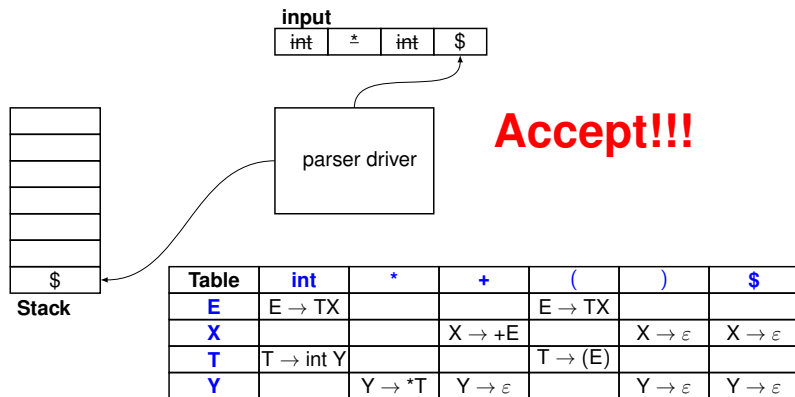 input
int * int $
Accept!!!
parser driver
$
Stack
Table int * + ( ) $
E E → TX E → TX
X X → +E X → ε X → ε
T T → int Y T → (E)
Y Y → *T Y → ε Y → ε Y → ε